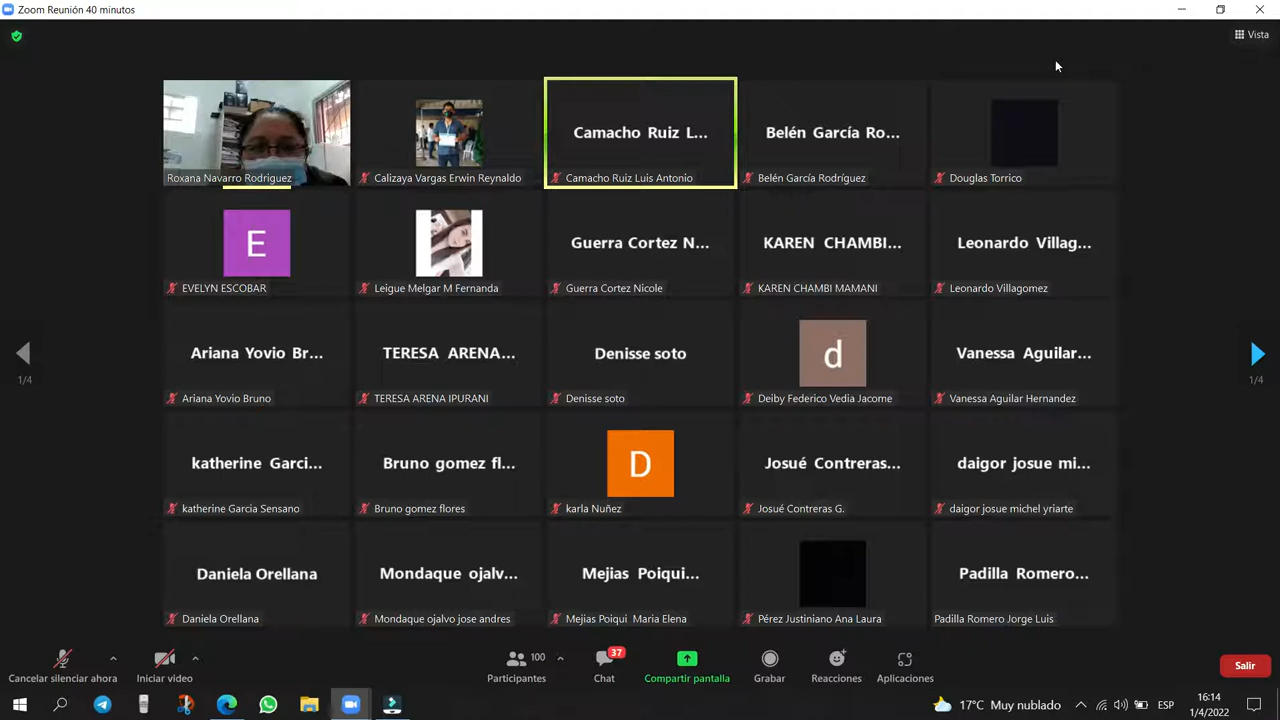 Zoom Reunión 40 minutos
Vista
Roxana Navarro Rodriguez
Calizaya Vargas Erwin Reynaldo
Camacho Ruiz L...
Camacho Ruiz Luis Antonio
Belén García Ro...
Belén García Rodríguez
Douglas Torrico
E
EVELYN ESCOBAR
Leigue Melgar M Fernanda
Guerra Cortez N...
Guerra Cortez Nicole
KAREN CHAMBI...
KAREN CHAMBI MAMANI
Leonardo Villag...
Leonardo Villagomez
1/4
Ariana Yovio Br...
Ariana Yovio Bruno
TERESA ARENA...
TERESA ARENA IPURANI
Denisse soto
Denisse soto
d
Deiby Federico Vedia Jacome
Vanessa Aguilar...
Vanessa Aguilar Hernandez
1/4
katherine Garci...
katherine Garcia Sensano
Bruno gomez fl...
Bruno gomez flores
D
karla Nuñez
Josué Contreras...
Josué Contreras G.
daigor josue mi...
daigor josue michel yriarte
Daniela Orellana
Daniela Orellana
Mondaque ojalv...
Mondaque ojalvo jose andres
Mejias Poiqui...
Mejias Poiqui Maria Elena
Pérez Justiniano Ana Laura
Padilla Romero...
Padilla Romero Jorge Luis
Cancelar silenciar ahora
Iniciar video
100
Participantes
37
Chat
Compartir pantalla
Grabar
Reacciones
Aplicaciones
Salir
17°C Muy nublado
ESP
16:14
1/4/2022